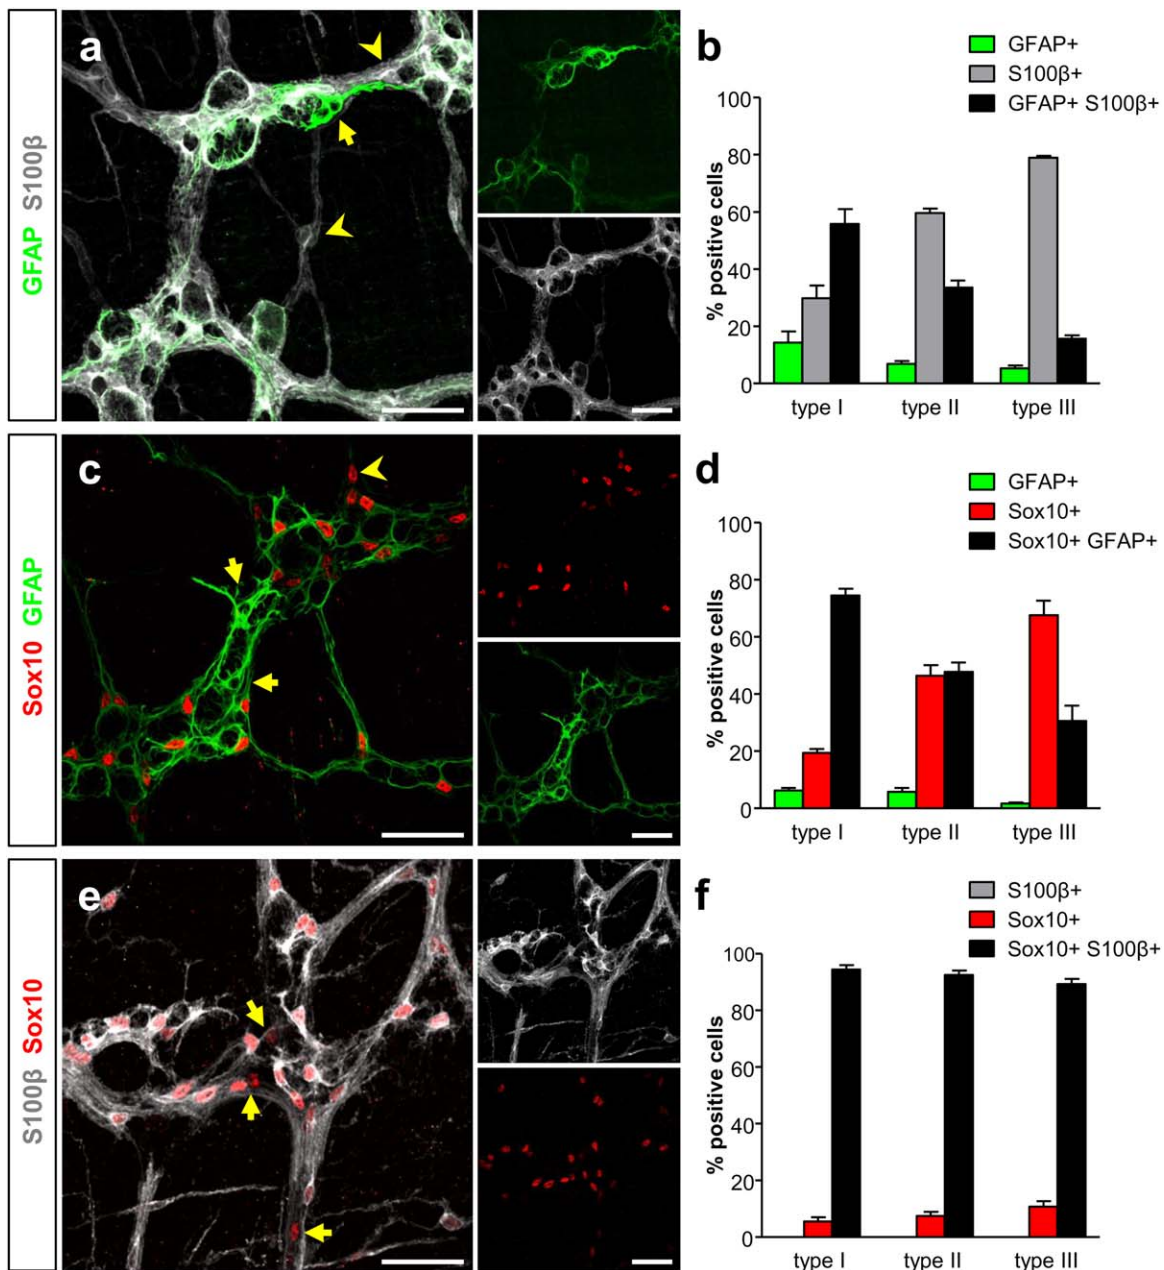 GFAP S100β
a
b
GFAP+
S100β+
GFAP+ S100β+
% positive cells
100
80
60
40
20
0
type I type II type III
Sox10 GFAP
c
d
GFAP+
Sox10+
Sox10+ GFAP+
% positive cells
100
80
60
40
20
0
type I type II type III
S100β Sox10
e
f
S100β+
Sox10+
Sox10+ S100β+
% positive cells
100
80
60
40
20
0
type I type II type III